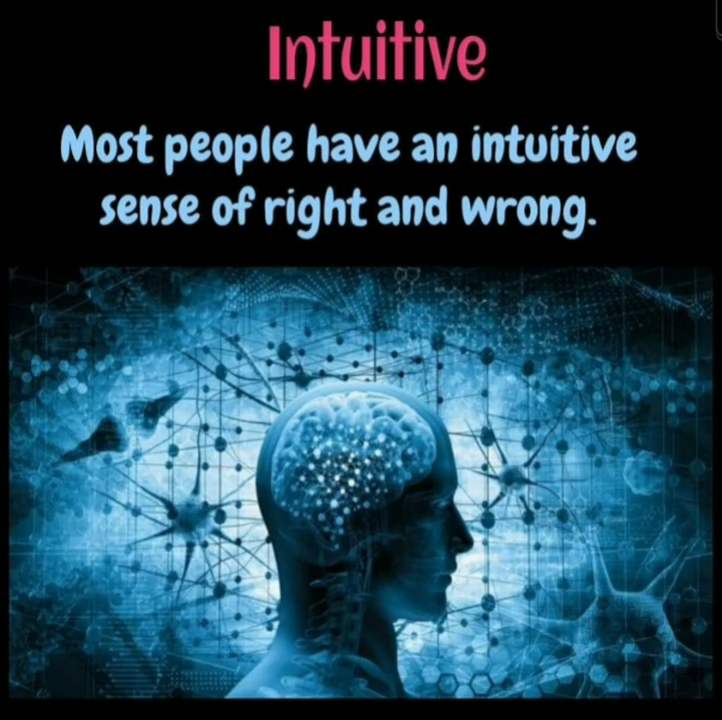 Intuitive
Most people have an intuitive
sense of right and wrong.